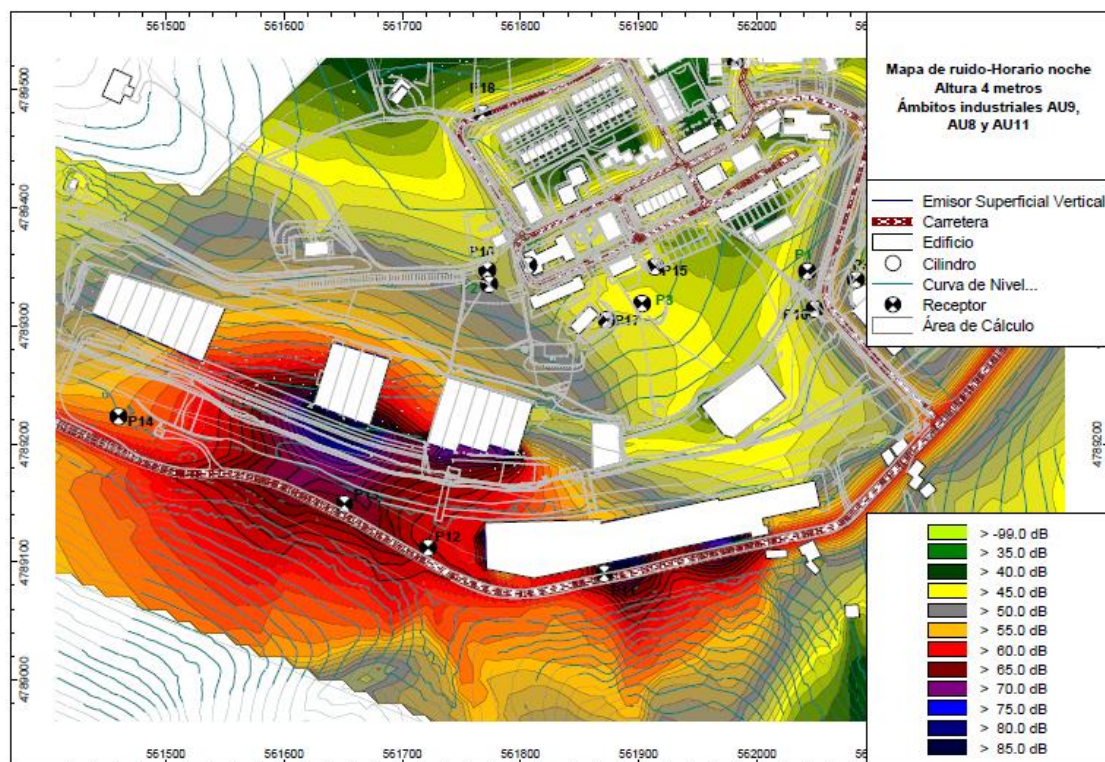 561500 561600 561700 561800 561900 562000
4789500
4789400
4789300
4789200
4789100
4789000
Mapa de ruido-Horario noche
Altura 4 metros
Ámbitos industriales AU9,
AU8 y AU11
Emisor Superficial Vertical
Carretera
Edificio
Cilindro
Curva de Nivel...
Receptor
Área de Cálculo
P18
P15
P1
P3
P17
P14
P12
4789200
> -99.0 dB
> 35.0 dB
> 40.0 dB
> 45.0 dB
> 50.0 dB
> 55.0 dB
> 60.0 dB
> 65.0 dB
> 70.0 dB
> 75.0 dB
> 80.0 dB
> 85.0 dB
561500 561600 561700 561800 561900 562000